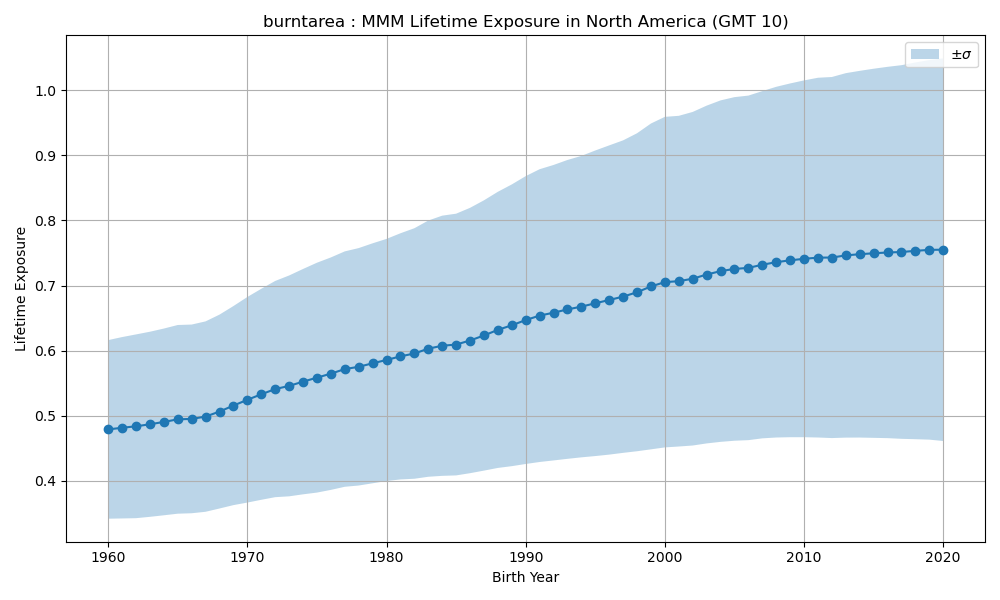 burntarea : MMM Lifetime Exposure in North America (GMT 10)
±σ
Lifetime Exposure
1.0
0.9
0.8
0.7
0.6
0.5
0.4
1960 1970 1980 1990 2000 2010 2020
Birth Year